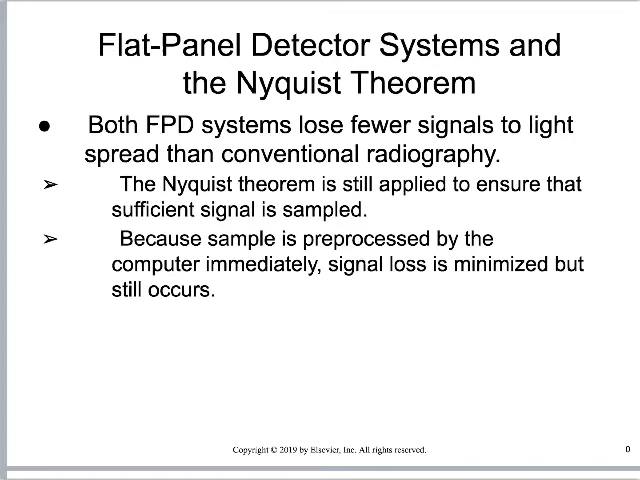 Flat-Panel Detector Systems and
the Nyquist Theorem
● Both FPD systems lose fewer signals to light
spread than conventional radiography.
➢ The Nyquist theorem is still applied to ensure that
sufficient signal is sampled.
➢ Because sample is preprocessed by the
computer immediately, signal loss is minimized but
still occurs.
Copyright © 2019 by Elsevier, Inc. All rights reserved.
0